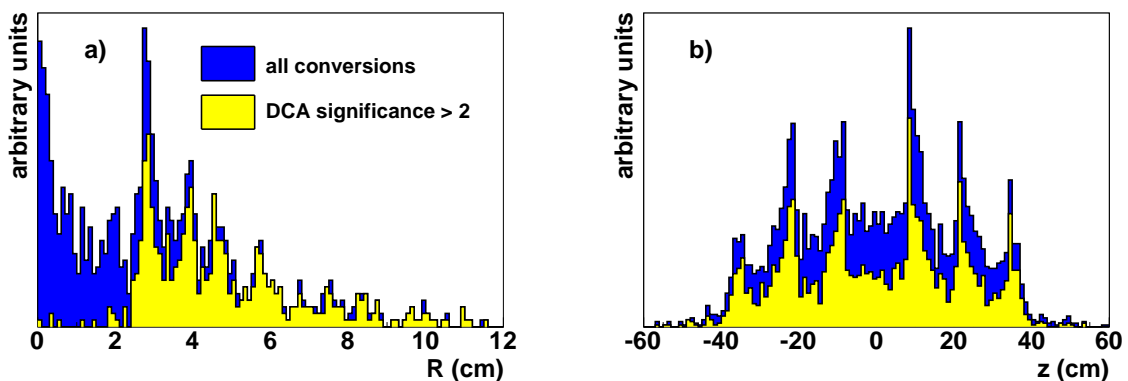 arbitrary units
a)
all conversions
DCA significance > 2
0 2 4 6 8 10 12
R (cm)
arbitrary units
b)
-60 -40 -20 0 20 40 60
z (cm)